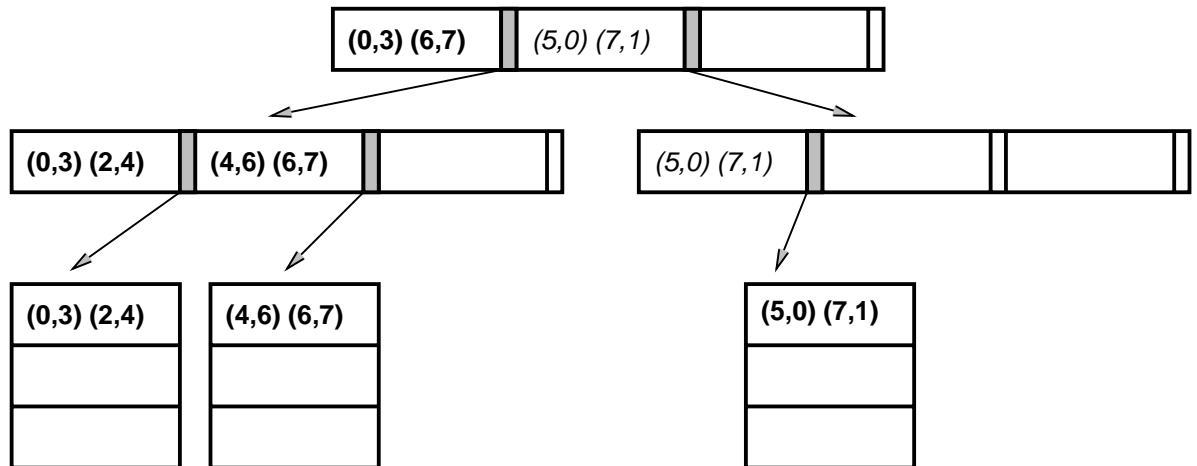 (0,3) (6,7) (5,0) (7,1)
(0,3) (2,4) (4,6) (6,7) (5,0) (7,1)
(0,3) (2,4) (4,6) (6,7) (5,0) (7,1)